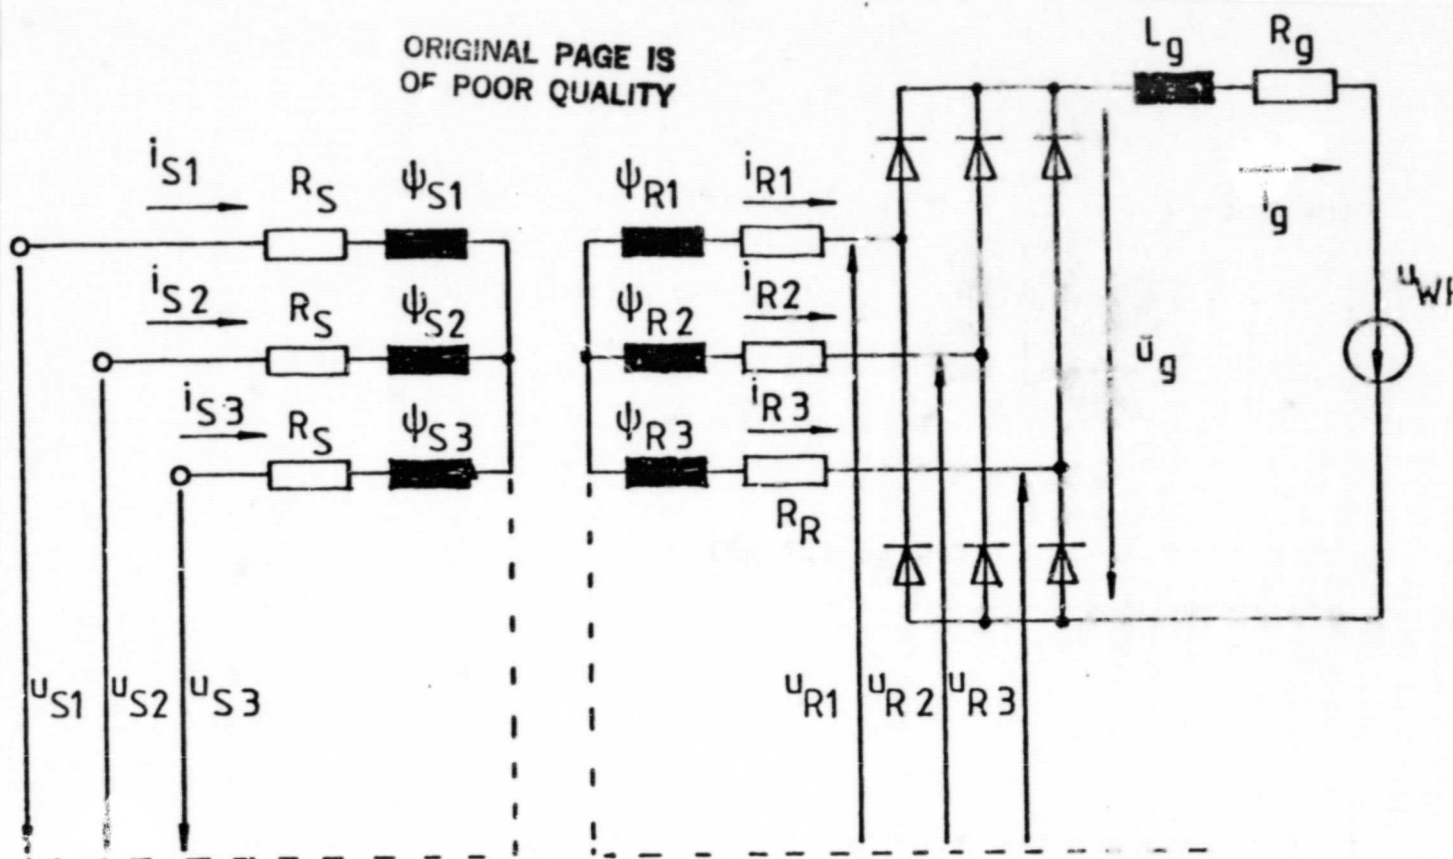 ORIGINAL PAGE IS
OF POOR QUALITY
Lg Rg
iS1 RS ψS1 ψR1 iR1
ig
iS2 RS ψS2 ψR2 iR2
ūg
iS3 RS ψS3 ψR3 iR3
RR
uS1 uS2 uS3 uR1 uR2 uR3